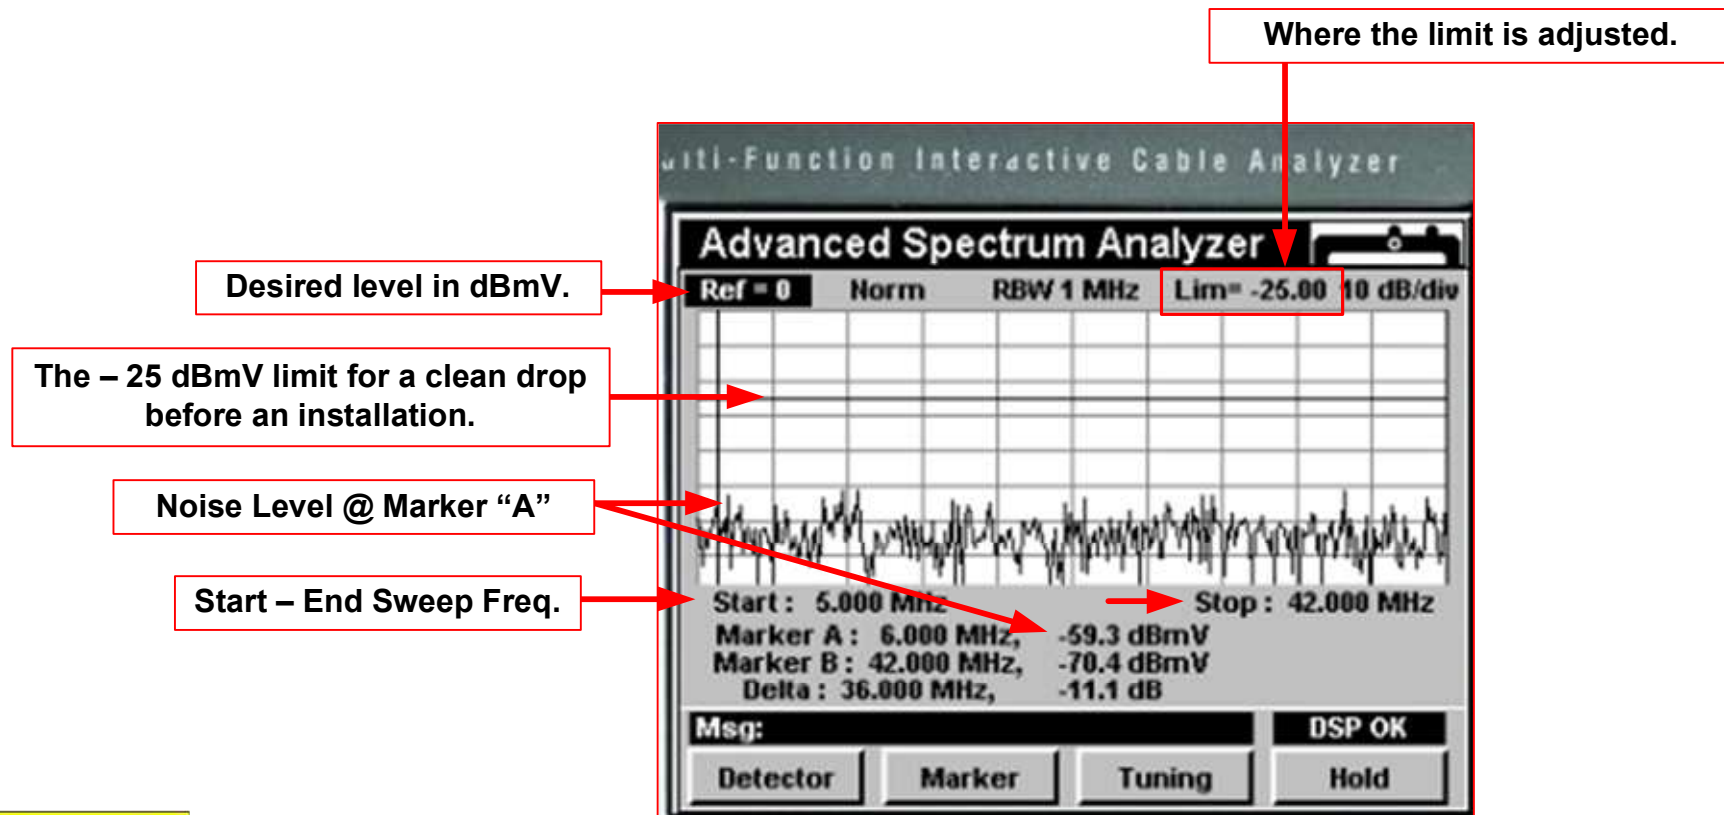 Where the limit is adjusted.
Multi-Function Interactive Cable Analyzer
Advanced Spectrum Analyzer
Desired level in dBmV.
Ref = 0 Norm RBW 1 MHz Lim= -25.00 10 dB/div
The – 25 dBmV limit for a clean drop
before an installation.
Noise Level @ Marker “A”
Start – End Sweep Freq.
Start : 5.000 MHz Stop : 42.000 MHz
Marker A : 6.000 MHz, -59.3 dBmV
Marker B : 42.000 MHz, -70.4 dBmV
Delta : 36.000 MHz, -11.1 dB
Msg: DSP OK
Detector Marker Tuning Hold